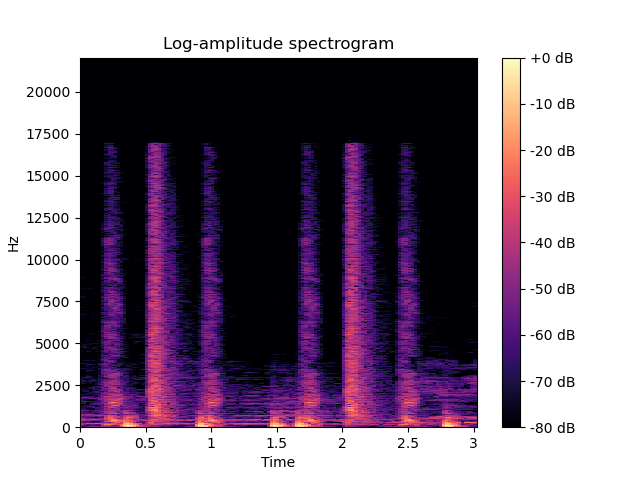 Log-amplitude spectrogram
20000
17500
15000
12500
10000
7500
5000
2500
0
Hz
0 0.5 1 1.5 2 2.5 3
Time
+0 dB
-10 dB
-20 dB
-30 dB
-40 dB
-50 dB
-60 dB
-70 dB
-80 dB